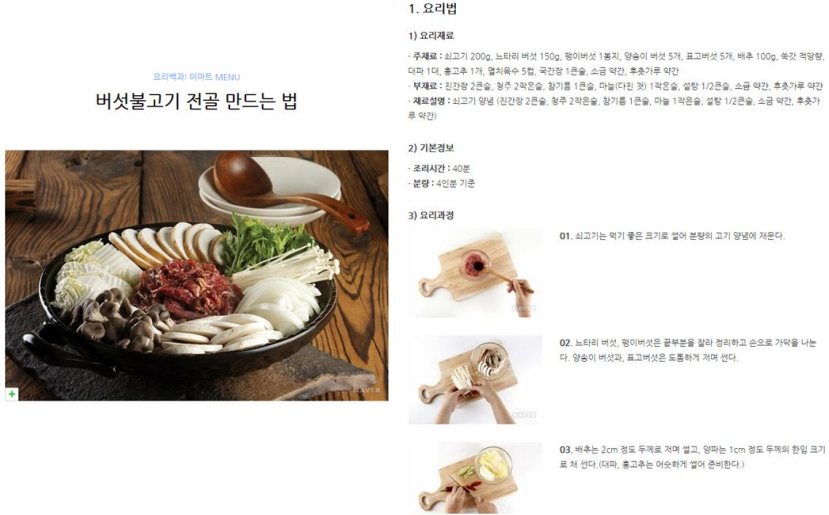 요리백과: 이마트 MENU
버섯불고기 전골 만드는 법
NAVER
1. 요리법
1) 요리재료
· 주재료 : 쇠고기 200g, 느타리 버섯 150g, 팽이버섯 1봉지, 양송이 버섯 5개, 표고버섯 5개, 배추 100g, 쑥갓 적당량,
대파 1대, 홍고추 1개, 멸치육수 5컵, 국간장 1큰술, 소금 약간, 후춧가루 약간
· 부재료 : 진간장 2큰술, 청주 2작은술, 참기름 1큰술, 마늘(다진 것) 1작은술, 설탕 1/2큰술, 소금 약간, 후춧가루 약간
· 재료설명 : 쇠고기 양념 (진간장 2큰술, 청주 2작은술, 참기름 1큰술, 마늘 1작은술, 설탕 1/2큰술, 소금 약간, 후춧가
루 약간)
2) 기본정보
· 조리시간 : 40분
· 분량 : 4인분 기준
3) 요리과정
01. 쇠고기는 먹기 좋은 크기로 썰어 분량의 고기 양념에 재운다.
NAVER
02. 느타리 버섯, 팽이버섯은 끝부분을 잘라 정리하고 손으로 가닥을 나눈
다. 양송이 버섯과, 표고버섯은 도톰하게 저며 썬다.
NAVER
03. 배추는 2cm 정도 두께로 저며 썰고, 양파는 1cm 정도 두께의 한입 크기
로 채 썬다.(대파, 홍고추는 어슷하게 썰어 준비한다.)